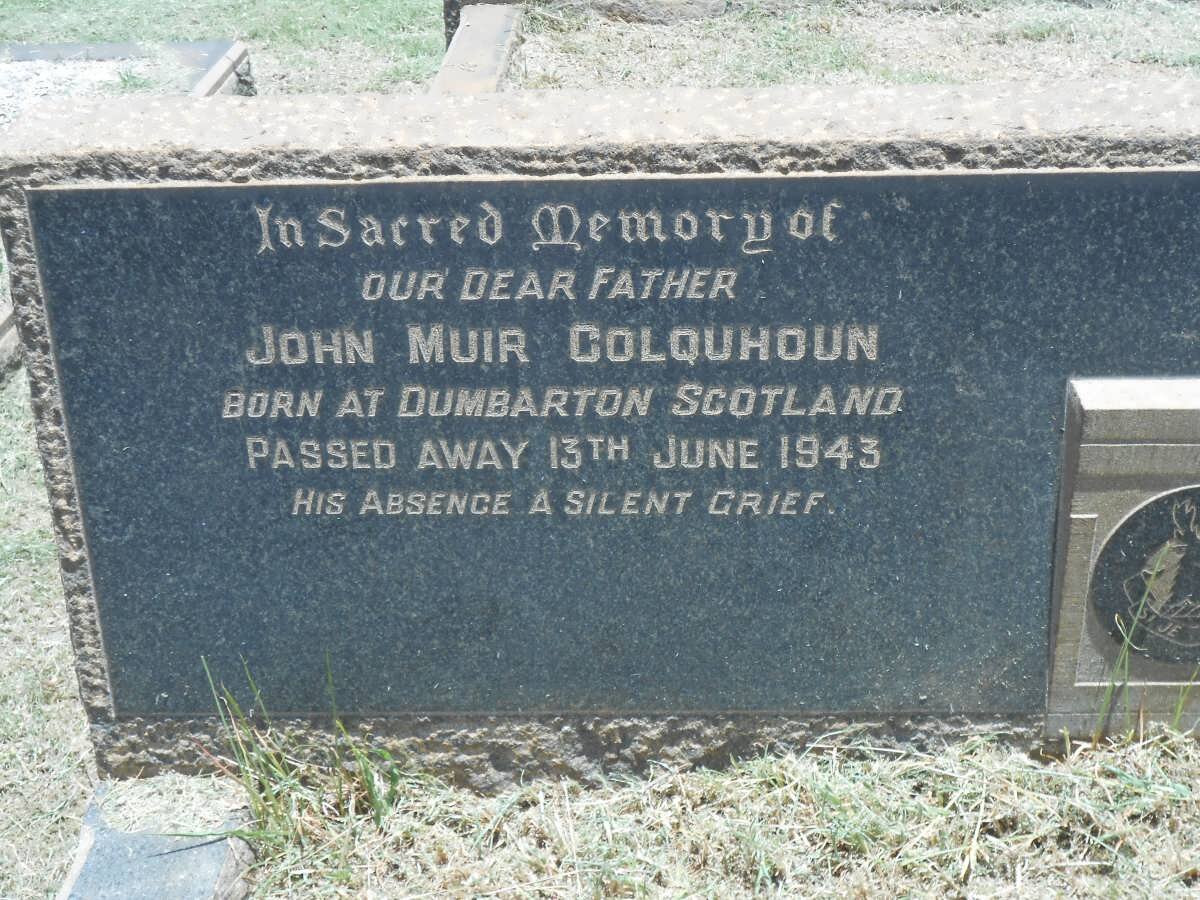 In Sacred Memory of
OUR DEAR FATHER
JOHN MUIR COLQUHOUN
BORN AT DUMBARTON SCOTLAND
PASSED AWAY 13TH JUNE 1943
HIS ABSENCE A SILENT GRIEF.